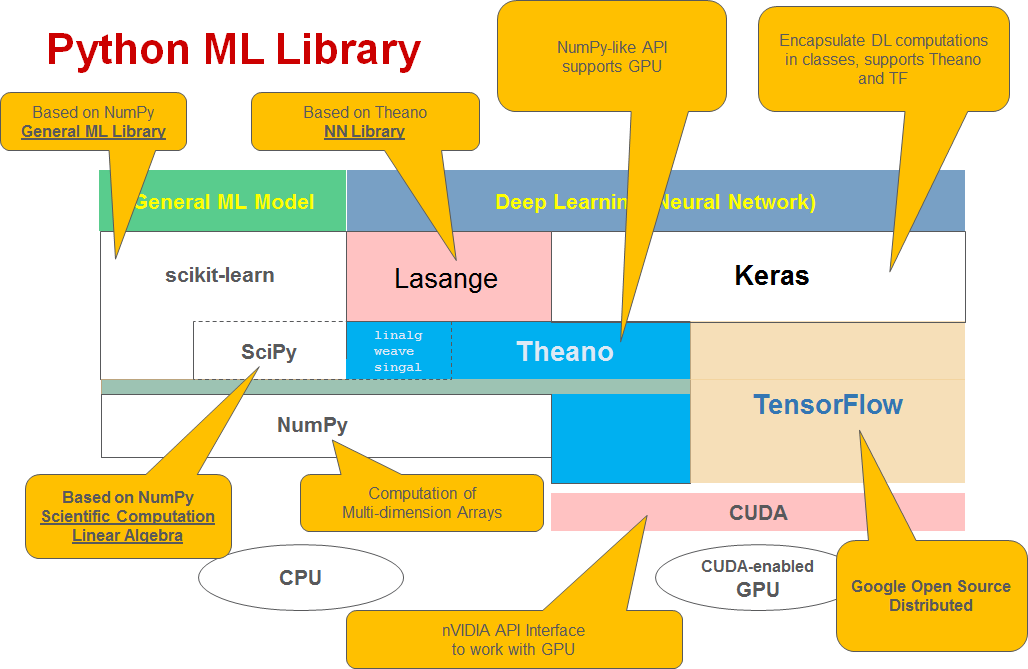 Python ML Library
NumPy-like API
supports GPU
Encapsulate DL computations
in classes, supports Theano
and TF
Based on NumPy
General ML Library
Based on Theano
NN Library
General ML Model
Deep Learning (Neural Network)
scikit-learn
Lasange
Keras
SciPy
linalg
weave
singal
Theano
TensorFlow
NumPy
Based on NumPy
Scientific Computation
Linear Algebra
Computation of
Multi-dimension Arrays
CUDA
CPU
CUDA-enabled
GPU
Google Open Source
Distributed
nVIDIA API Interface
to work with GPU